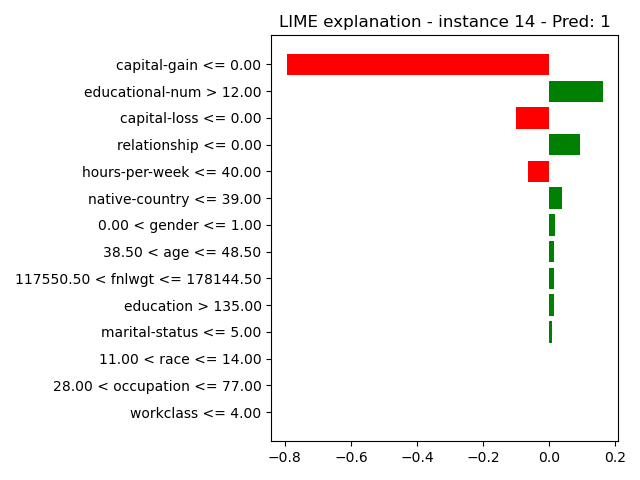 LIME explanation - instance 14 - Pred: 1
capital-gain <= 0.00
educational-num > 12.00
capital-loss <= 0.00
relationship <= 0.00
hours-per-week <= 40.00
native-country <= 39.00
0.00 < gender <= 1.00
38.50 < age <= 48.50
117550.50 < fnlwgt <= 178144.50
education > 135.00
marital-status <= 5.00
11.00 < race <= 14.00
28.00 < occupation <= 77.00
workclass <= 4.00
−0.8 −0.6 −0.4 −0.2 0.0 0.2